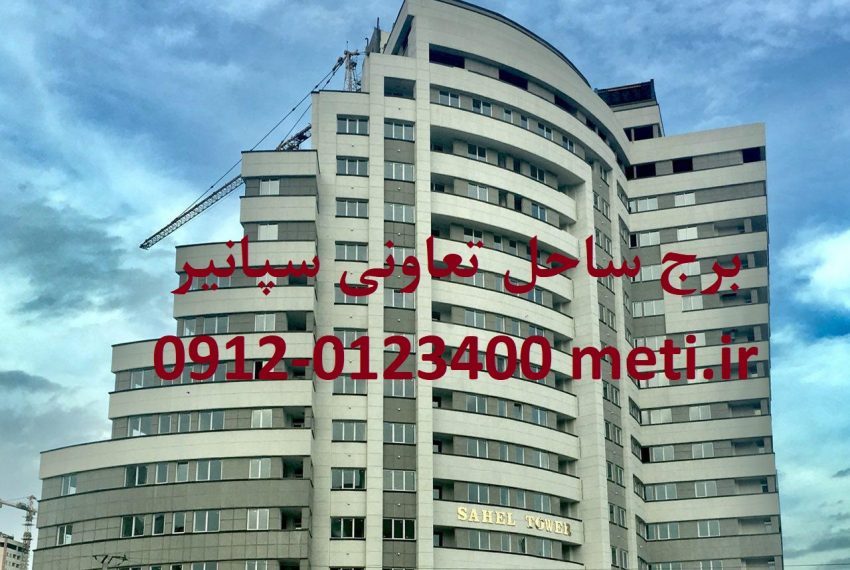 برج ساحل تعاونی سپانیر
0912-0123400 meti.ir
SAHEL TOWER